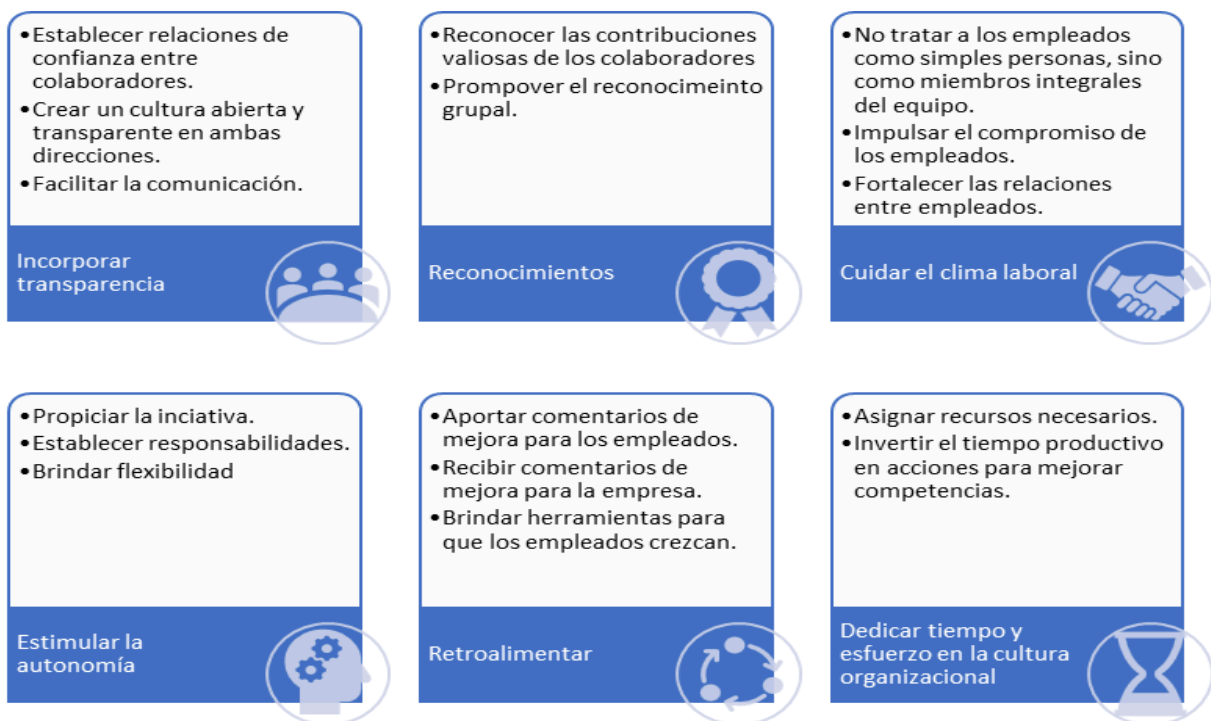 •Establecer relaciones de
confianza entre
colaboradores.
•Crear un cultura abierta y
transparente en ambas
direcciones.
•Facilitar la comunicación.
Incorporar
transparencia
•Reconocer las contribuciones
valiosas de los colaboradores
•Prompover el reconocimeinto
grupal.
Reconocimientos
•No tratar a los empleados
como simples personas, sino
como miembros integrales
del equipo.
•Impulsar el compromiso de
los empleados.
•Fortalecer las relaciones
entre empleados.
Cuidar el clima laboral
•Propiciar la inciativa.
•Establecer responsabilidades.
•Brindar flexibilidad
Estimular la
autonomía
•Aportar comentarios de
mejora para los empleados.
•Recibir comentarios de
mejora para la empresa.
•Brindar herramientas para
que los empleados crezcan.
Retroalimentar
•Asignar recursos necesarios.
•Invertir el tiempo productivo
en acciones para mejorar
competencias.
Dedicar tiempo y
esfuerzo en la cultura
organizacional